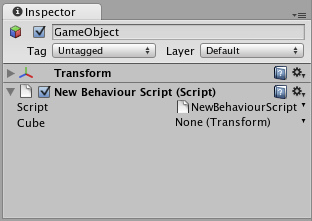 Inspector
GameObject
Tag Untagged Layer Default
Transform
New Behaviour Script (Script)
Script NewBehaviourScript
Cube None (Transform)